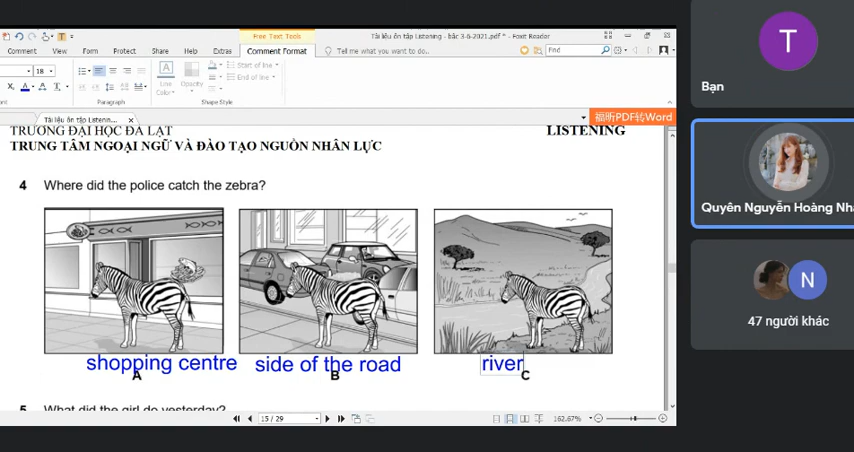 Free Text Tools
Tài liệu ôn tập Listening - bậc 3-6-2021.pdf * - Foxit Reader
Comment View Form Protect Share Help Extras Comment Format Tell me what you want to do.. Find
18
Start of line
End of line
Line Color
Opacity
Paragraph Shape Style
Tài liệu ôn tập Listenin... ×
福昕PDF转Word
TRƯỜNG ĐẠI HỌC ĐÀ LẠT LISTENING
TRUNG TÂM NGOẠI NGỮ VÀ ĐÀO TẠO NGUỒN NHÂN LỰC
4 Where did the police catch the zebra?
shopping centre side of the road river
A B C
5 What did the girl do yesterday?
15 / 29
162.67%
T
Bạn
Quyên Nguyễn Hoàng Nh
N
47 người khác